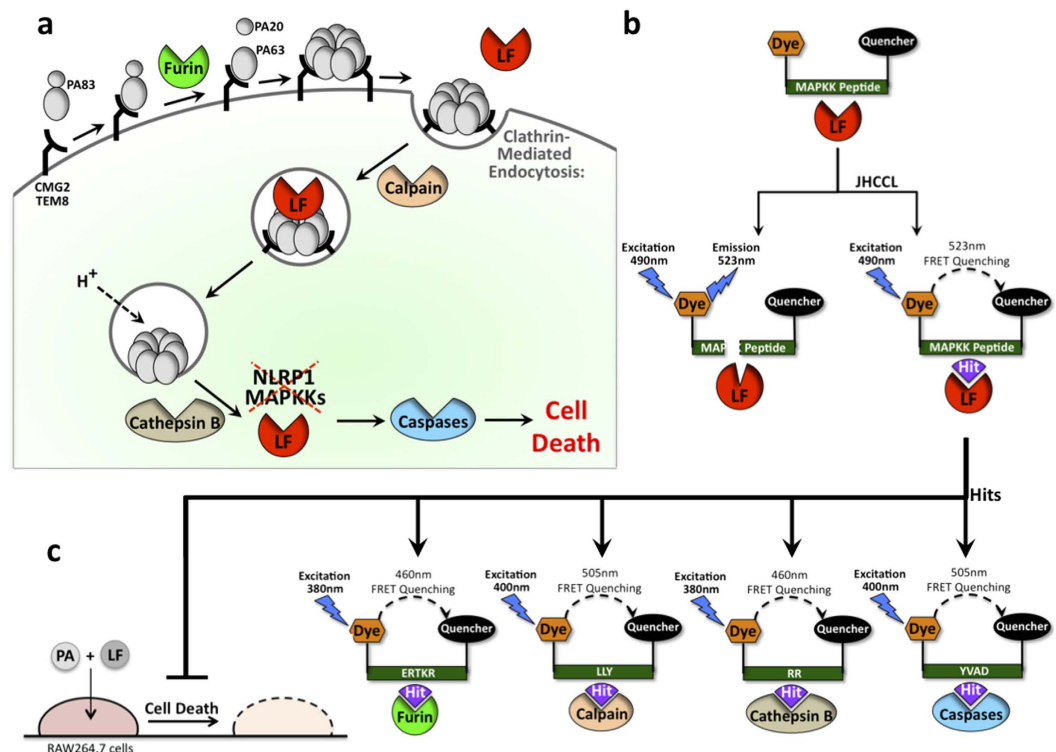 a
PA83
CMG2
TEM8
Furin
PA20
PA63
LF
Clathrin-
Mediated
Endocytosis:
Calpain
LF
H+
NLRP1
MAPKKs
Cathepsin B
LF
Caspases
Cell
Death
b
Dye
Quencher
MAPKK Peptide
LF
JHCCL
Excitation
490nm
Emission
523nm
Dye
Quencher
MAP
Peptide
LF
Excitation
490nm
523nm
FRET Quenching
Dye
Quencher
MAPKK Peptide
Hit
LF
Hits
c
PA + LF
Cell Death
RAW264.7 cells
Excitation
380nm
460nm
FRET Quenching
Dye
Quencher
ERTKR
Hit
Furin
Excitation
400nm
505nm
FRET Quenching
Dye
Quencher
LLY
Hit
Calpain
Excitation
380nm
460nm
FRET Quenching
Dye
Quencher
RR
Hit
Cathepsin B
Excitation
400nm
505nm
FRET Quenching
Dye
Quencher
YVAD
Hit
Caspases